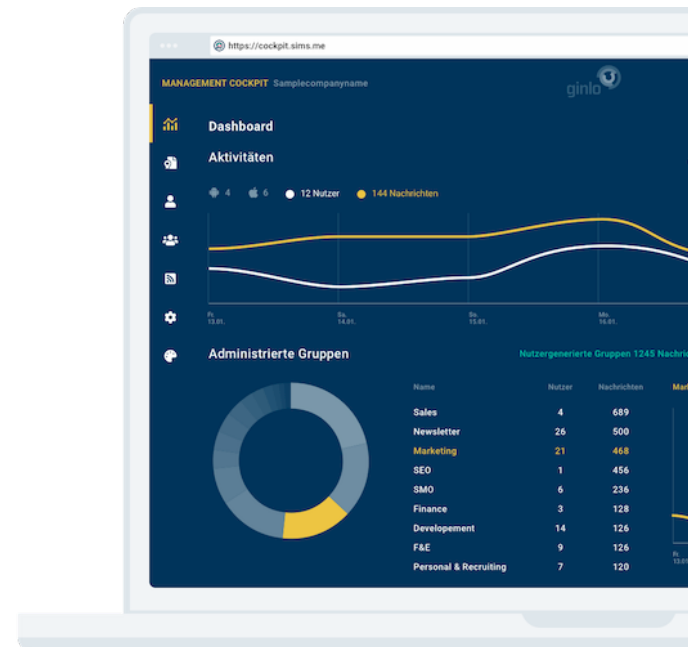 https://cockpit.sims.me
MANAGEMENT COCKPIT Samplecompanyname
ginlo
Dashboard
Aktivitäten
4 6 12 Nutzer 144 Nachrichten
Fr. Sa. So. Mo.
13.01. 14.01. 15.01. 16.01.
Administrierte Gruppen
Nutzergenerierte Gruppen 1245
Name Nutzer Nachrichten
Sales 4 689
Newsletter 26 500
Marketing 21 468
SEO 1 456
SMO 6 236
Finance 3 128
Developement 14 126
F&E 9 126
Personal & Recruiting 7 120
Fr.
13.01